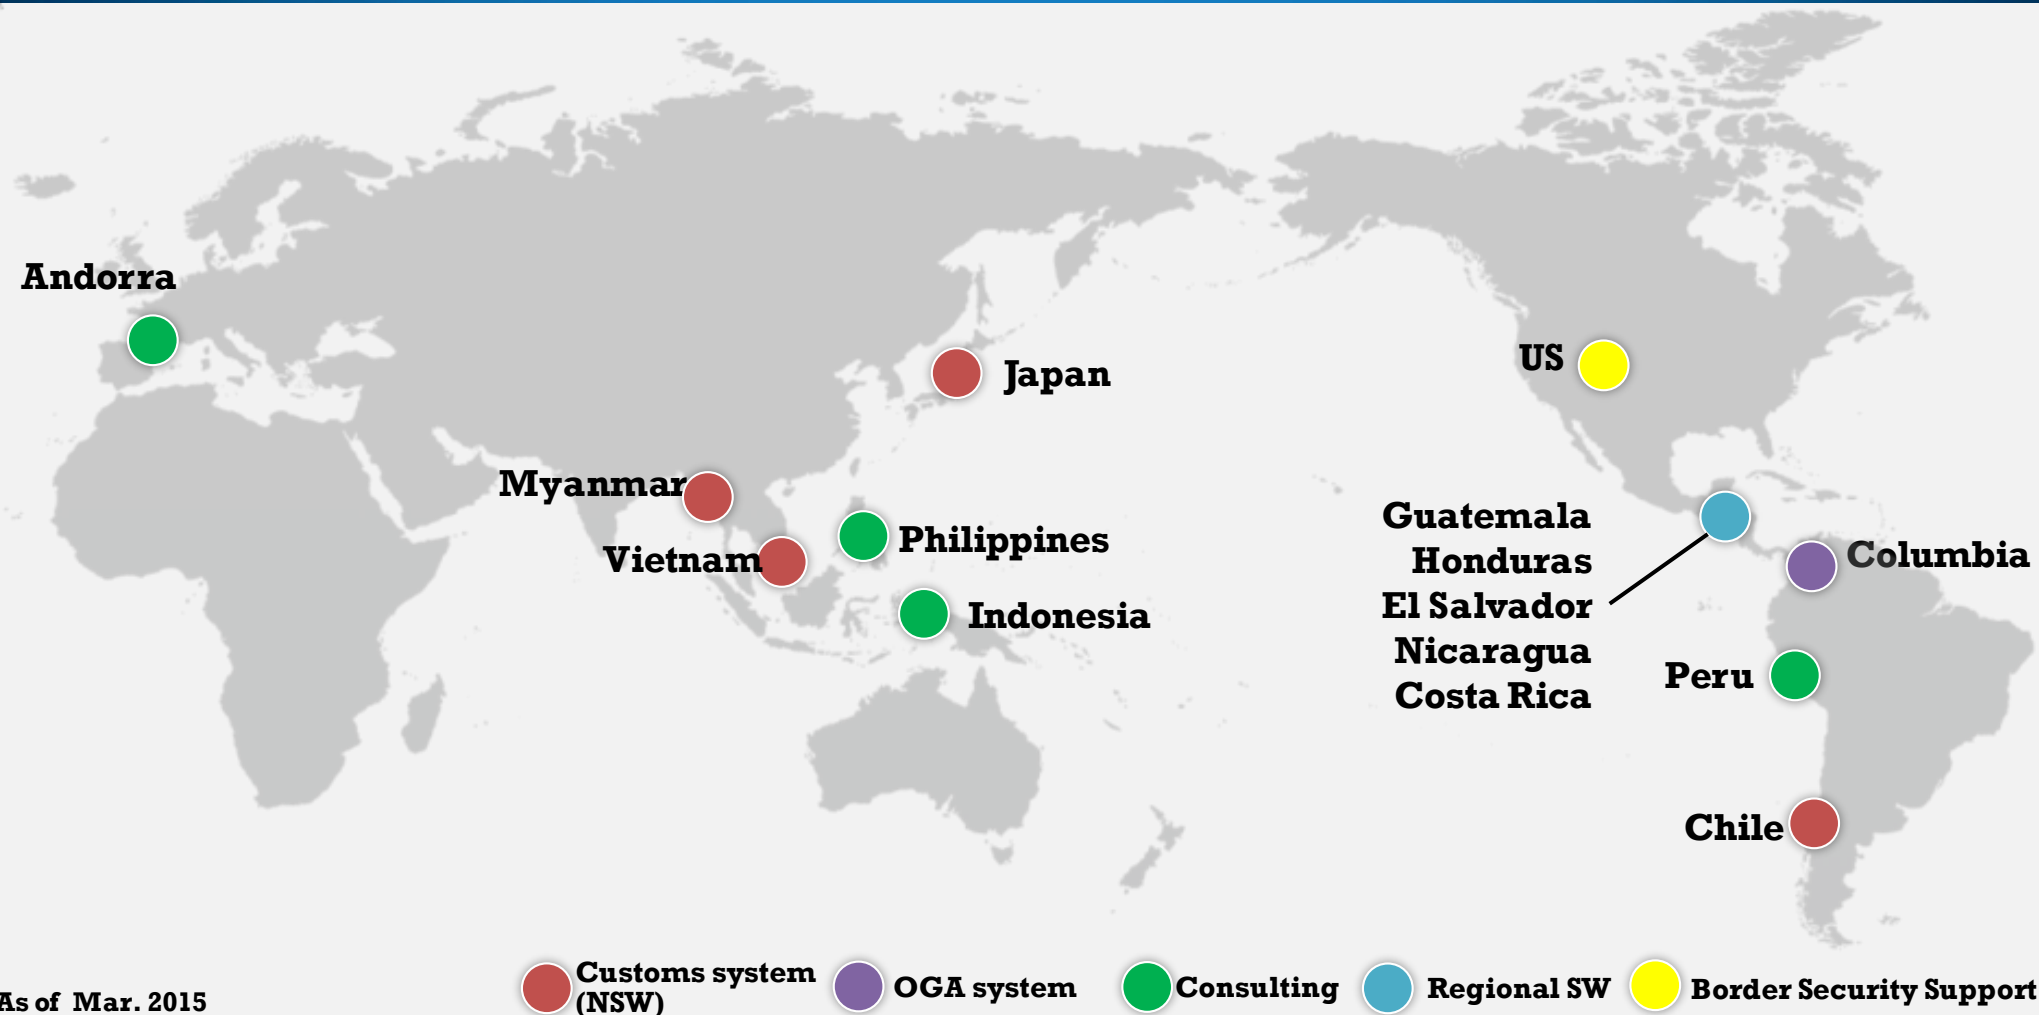 Andorra
Japan
US
Myanmar
Vietnam
Philippines
Indonesia
Guatemala
Honduras
El Salvador
Nicaragua
Costa Rica
Columbia
Peru
Chile
Customs system
(NSW)
OGA system
Consulting
Regional SW
Border Security Support
As of Mar. 2015